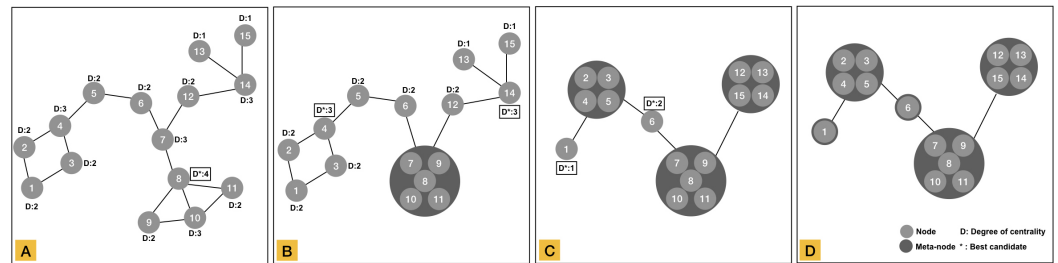 D:1
15
D:1
13
14
D:3
D:2
12
D:2
6
D:2
5
D:3
4
7
D:3
D:2
2
3
D:2
1
D:2
8
D*:4
11
D:2
9
D:2
10
D:3
A
D:1
15
D:1
13
14
D*:3
D:2
12
D:2
6
D:2
5
D*:3
4
D:2
2
3
D:2
1
D:2
7 9
8
10 11
B
2 3
4 5
D*:2
6
1
D*:1
12 13
15 14
7 9
8
10 11
C
2 3
4 5
6
1
12 13
15 14
7 9
8
10 11
Node D: Degree of centrality
Meta-node * : Best candidate
D